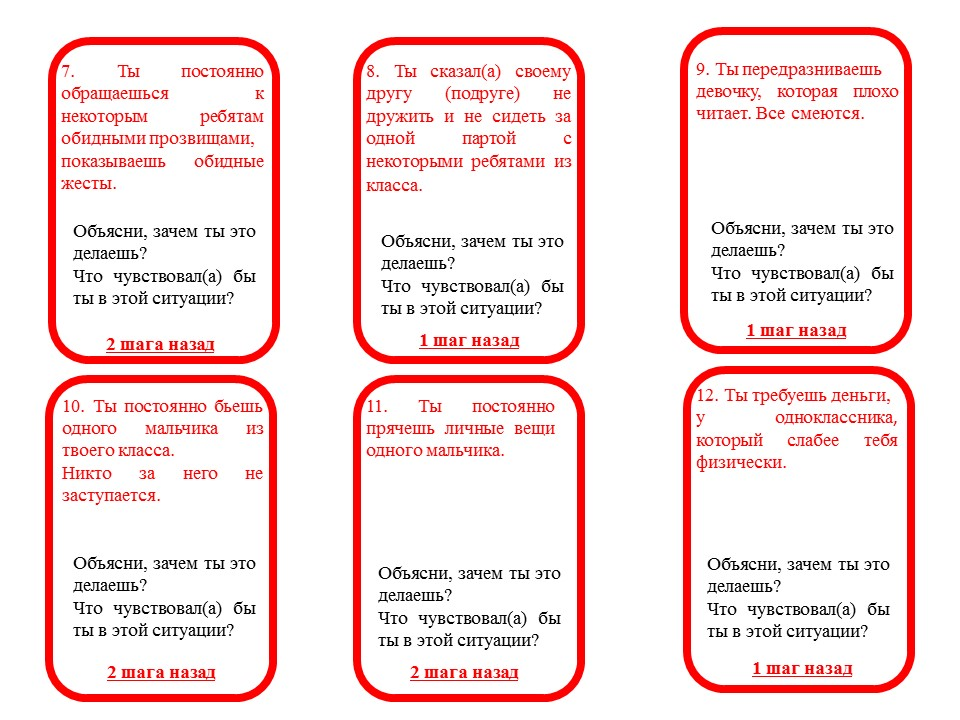 7. Ты постоянно
обращаешься к
некоторым ребятам
обидными прозвищами,
показываешь обидные
жесты.
Объясни, зачем ты это
делаешь?
Что чувствовал(а) бы
ты в этой ситуации?
2 шага назад
8. Ты сказал(а) своему
другу (подруге) не
дружить и не сидеть за
одной партой с
некоторыми ребятами из
класса.
Объясни, зачем ты это
делаешь?
Что чувствовал(а) бы
ты в этой ситуации?
1 шаг назад
9. Ты передразниваешь
девочку, которая плохо
читает. Все смеются.
Объясни, зачем ты это
делаешь?
Что чувствовал(а) бы
ты в этой ситуации?
1 шаг назад
10. Ты постоянно бьешь
одного мальчика из
твоего класса.
Никто за него не
заступается.
Объясни, зачем ты это
делаешь?
Что чувствовал(а) бы
ты в этой ситуации?
2 шага назад
11. Ты постоянно
прячешь личные вещи
одного мальчика.
Объясни, зачем ты это
делаешь?
Что чувствовал(а) бы
ты в этой ситуации?
2 шага назад
12. Ты требуешь деньги,
у одноклассника,
который слабее тебя
физически.
Объясни, зачем ты это
делаешь?
Что чувствовал(а) бы
ты в этой ситуации?
1 шаг назад